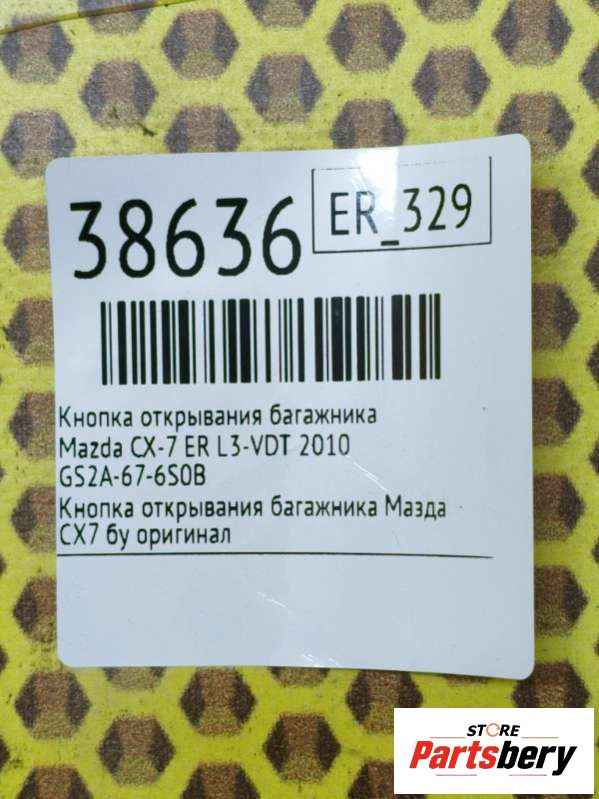 38636
ER_329
Кнопка открывания багажника
Mazda CX-7 ER L3-VDT 2010
GS2A-67-6S0B
Кнопка открывания багажника Мазда
СХ7 бу оригинал
STORE
Partsbery